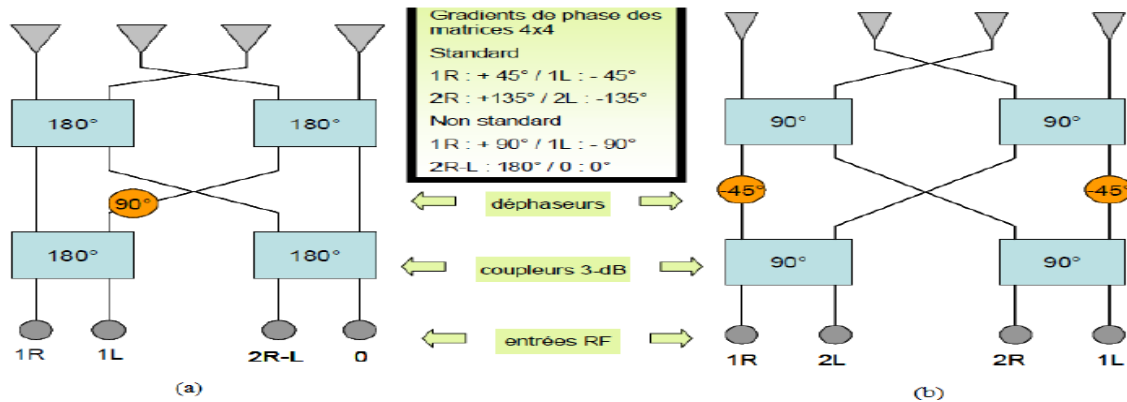 Gradients de phase des
matrices 4x4
Standard
1R : + 45° / 1L : - 45°
2R : +135° / 2L : -135°
Non standard
1R : + 90° / 1L : - 90°
2R-L : 180° / 0 : 0°
180° 180°
90°
180° 180°
1R 1L 2R-L 0
(a)
déphaseurs
coupleurs 3-dB
entrées RF
90° 90°
-45° -45°
90° 90°
1R 2L 2R 1L
(b)